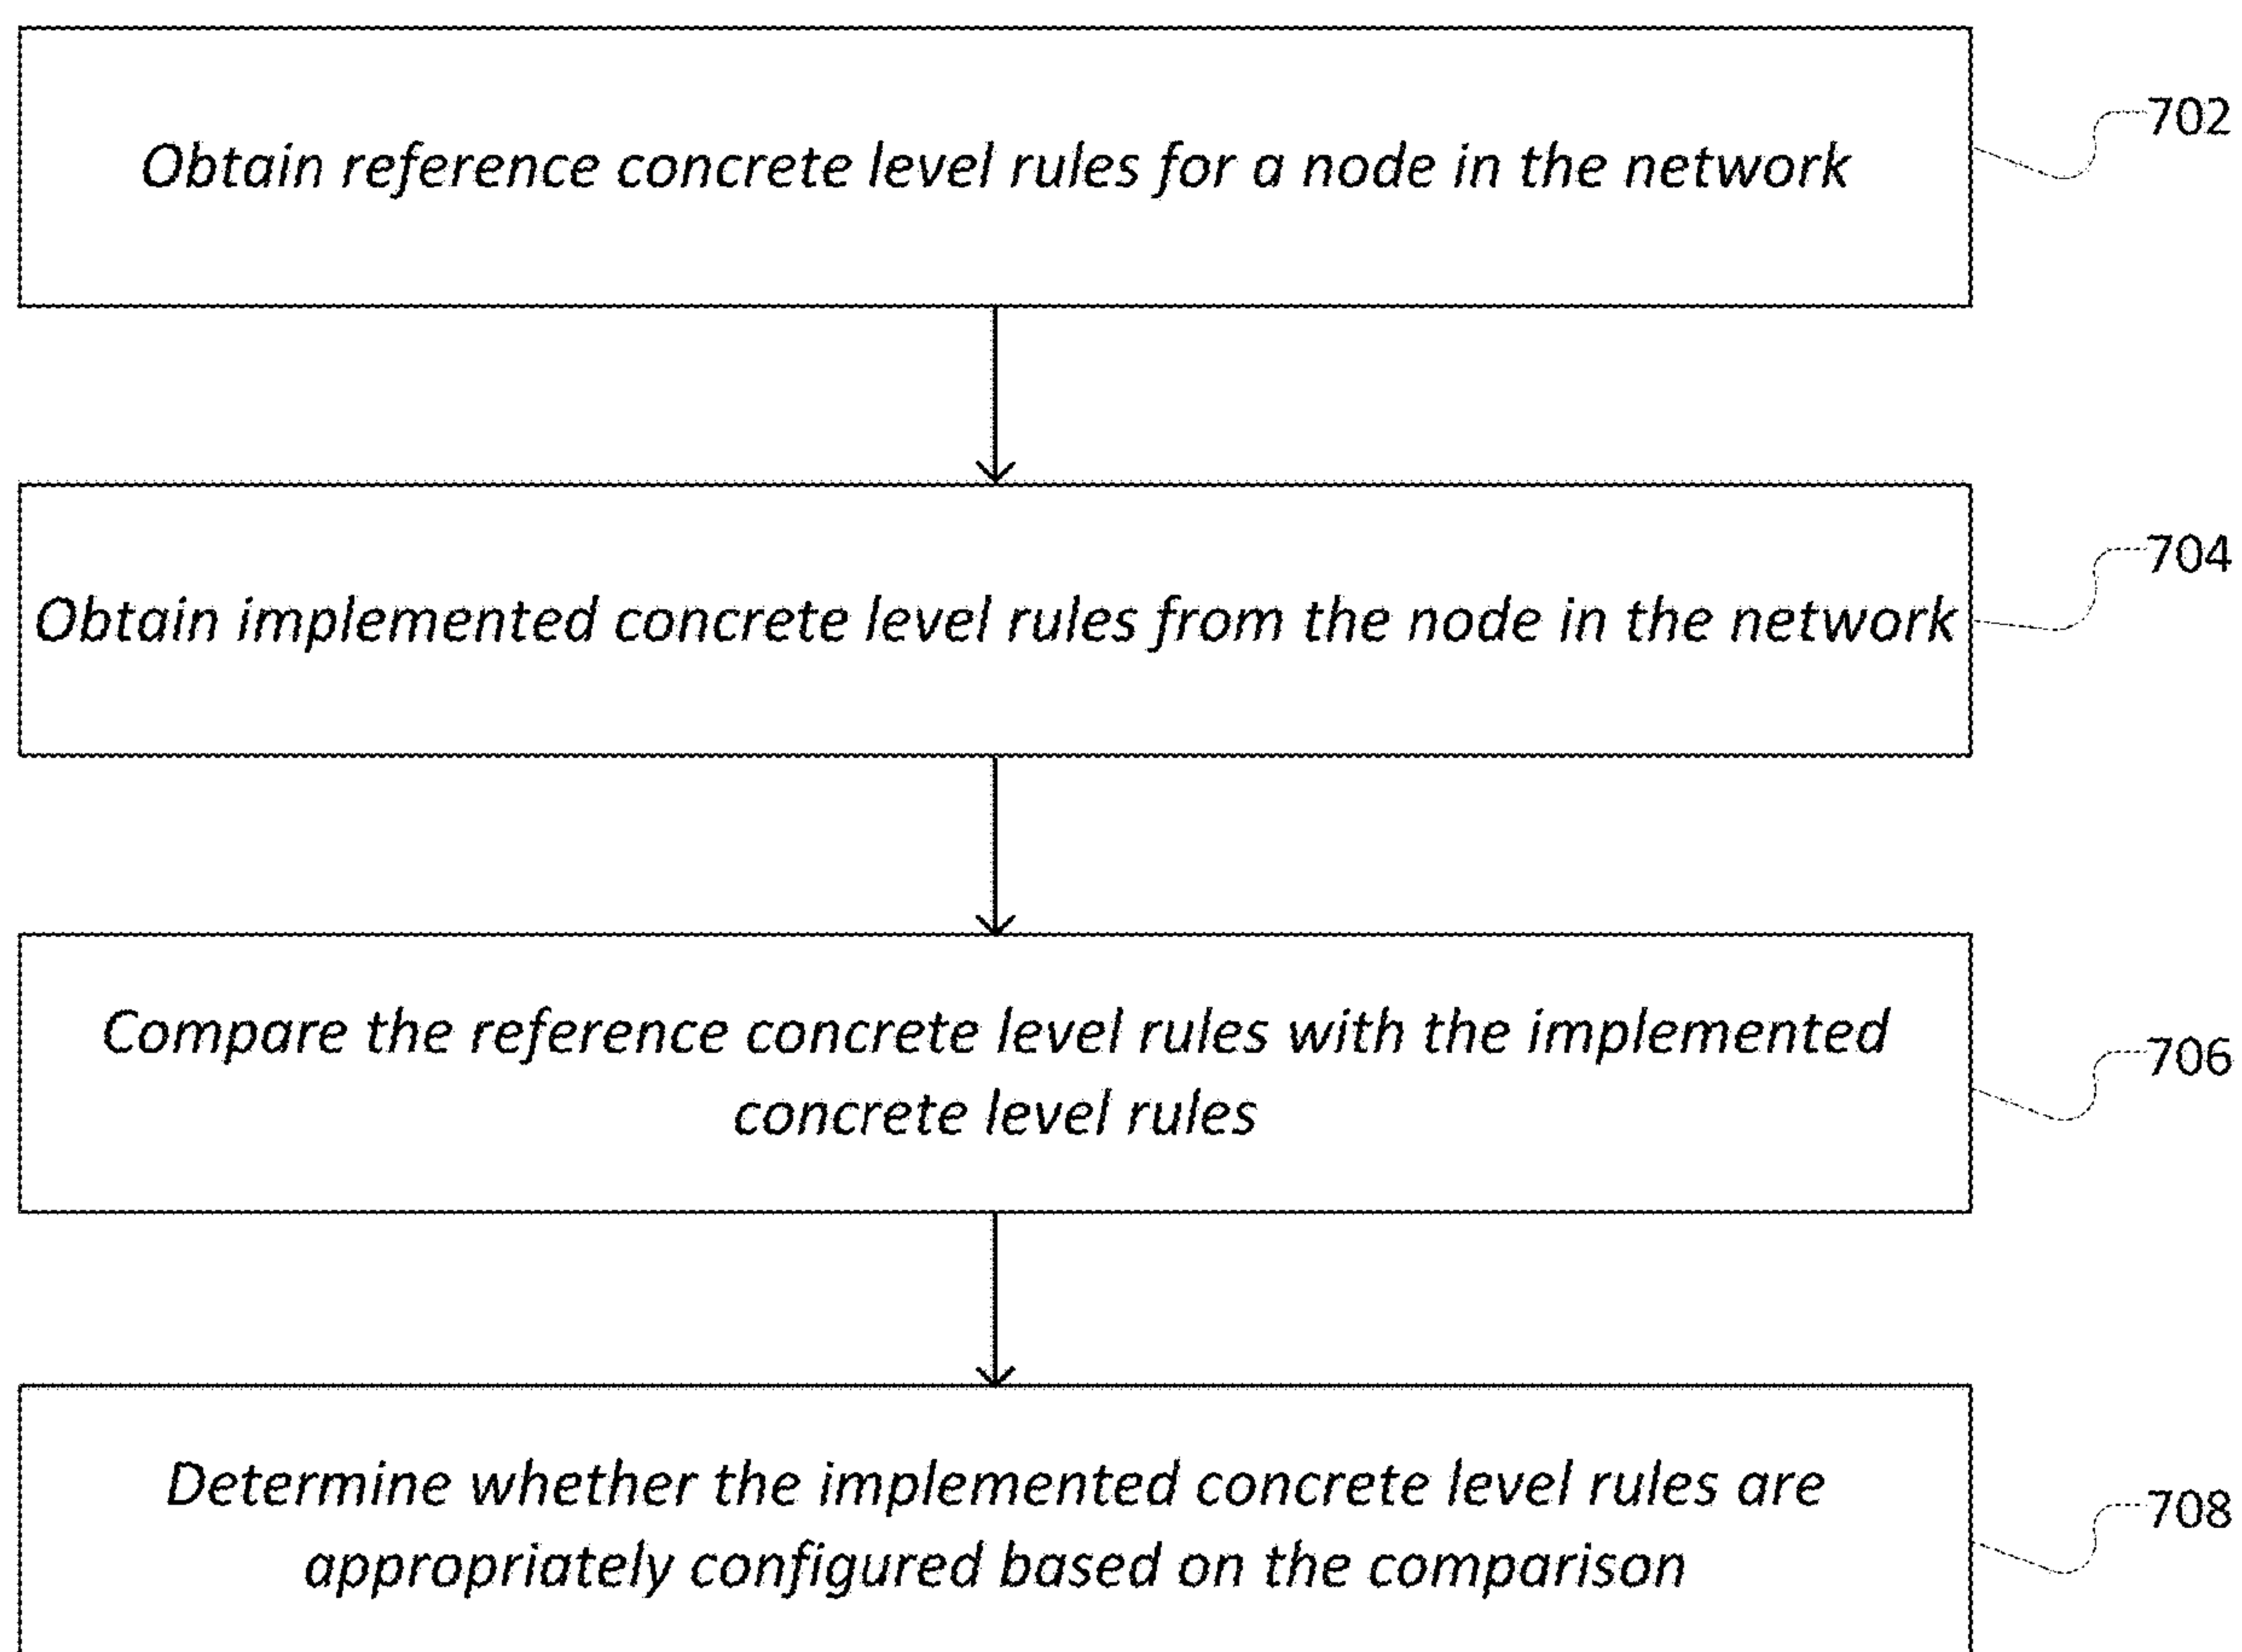 Obtain reference concrete level rules for a node in the network
702
Obtain implemented concrete level rules from the node in the network
704
Compare the reference concrete level rules with the implemented
concrete level rules
706
Determine whether the implemented concrete level rules are
appropriately configured based on the comparison
708